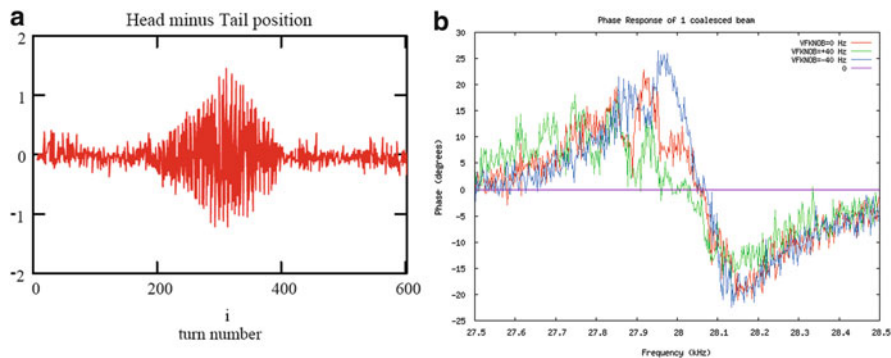 a
Head minus Tail position
2
1
0
-1
-2
0 200 400 600
i
turn number
b
Phase Response of 1 coalesced beam
VFKNOB=0 Hz
VFKNOB=+40 Hz
VFKNOB=-40 Hz
0
30
25
20
15
10
5
0
-5
-10
-15
-20
-25
Phase (degrees)
27.5 27.6 27.7 27.8 27.9 28 28.1 28.2 28.3 28.4 28.5
Frequency (kHz)